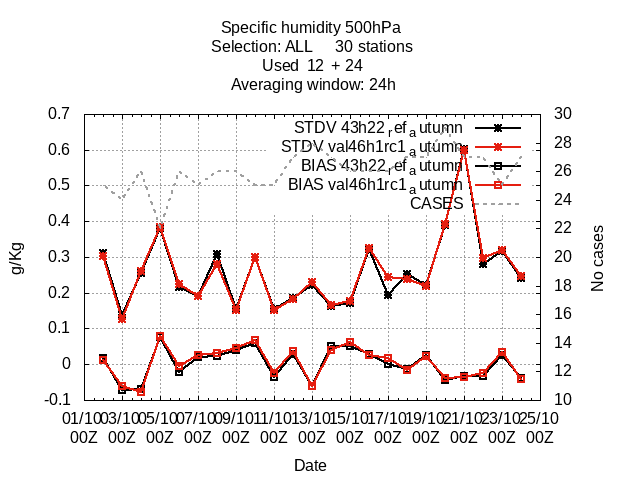 Specific humidity 500hPa
Selection: ALL 30 stations
Used 12 + 24
Averaging window: 24h
0.7
0.6
0.5
0.4
0.3
0.2
0.1
0
-0.1
g/Kg
STDV 43h22_ref_autumn
STDV val46h1rc1_autumn
BIAS 43h22_ref_autumn
BIAS val46h1rc1_autumn
CASES
30
28
26
24
22
20
18
16
14
12
10
No cases
01/10 03/10 05/10 07/10 09/10 11/10 13/10 15/10 17/10 19/10 21/10 23/10 25/10
00Z 00Z 00Z 00Z 00Z 00Z 00Z 00Z 00Z 00Z 00Z 00Z 00Z
Date